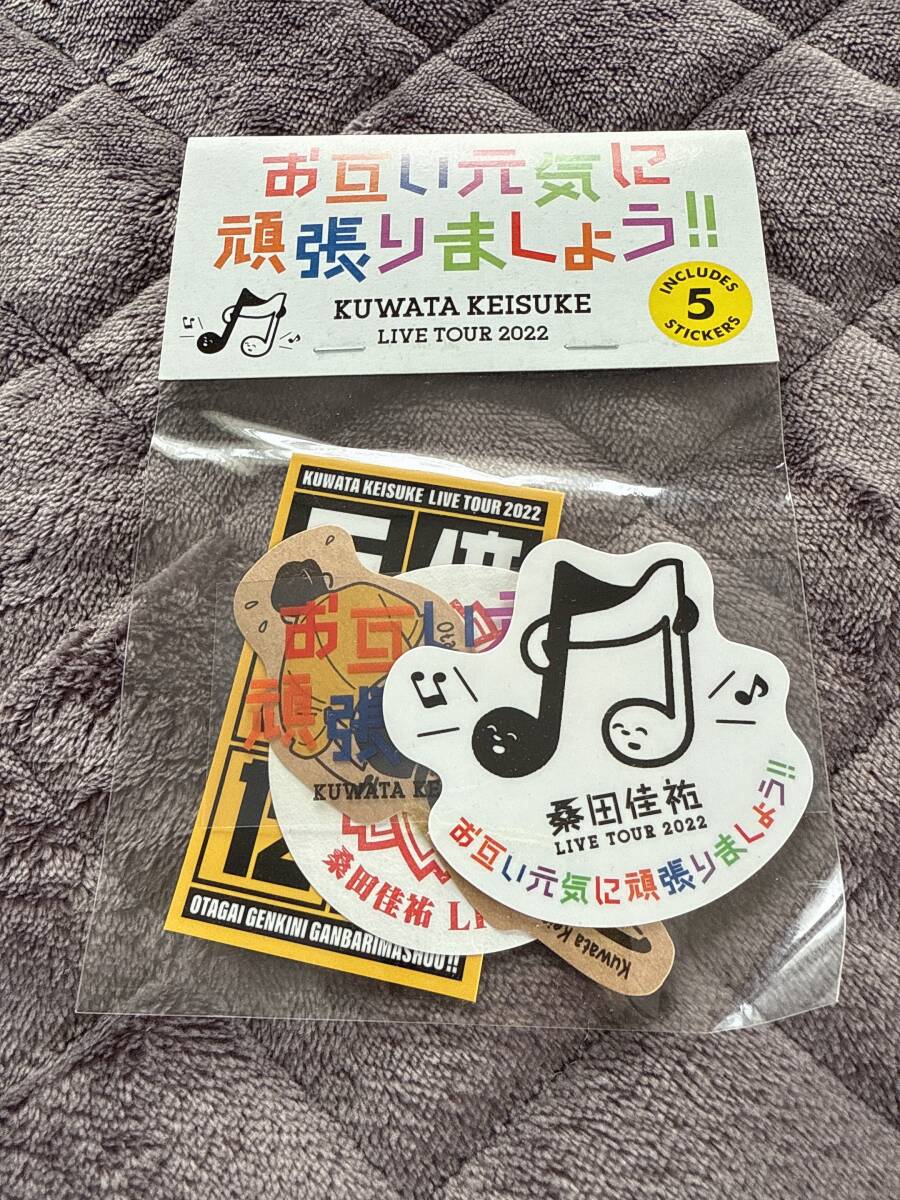 お互い元気に
頑張りましょう!!
KUWATA KEISUKE
LIVE TOUR 2022
INCLUDES
5
STICKERS
KUWATA KEISUKE LIVE TOUR 2022
お互い
頑張
KUWATA KE
桑田佳祐 LI
12
OTAGAI GENKINI GANBARIMASHOU!!
桑田佳祐
LIVE TOUR 2022
お互い元気に頑張りましょう!!
Kuwata Kei